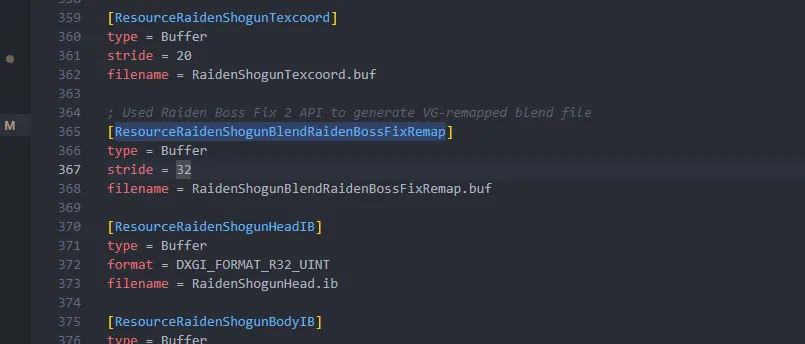 359 [ResourceRaidenShogunTexcoord]
360 type = Buffer
361 stride = 20
362 filename = RaidenShogunTexcoord.buf
363
364 ; Used Raiden Boss Fix 2 API to generate VG-remapped blend file
M
365 [ResourceRaidenShogunBlendRaidenBossFixRemap]
366 type = Buffer
367 stride = 32
368 filename = RaidenShogunBlendRaidenBossFixRemap.buf
369
370 [ResourceRaidenShogunHeadIB]
371 type = Buffer
372 format = DXGI_FORMAT_R32_UINT
373 filename = RaidenShogunHead.ib
374
375 [ResourceRaidenShogunBodyIB]
376 type = Buffer